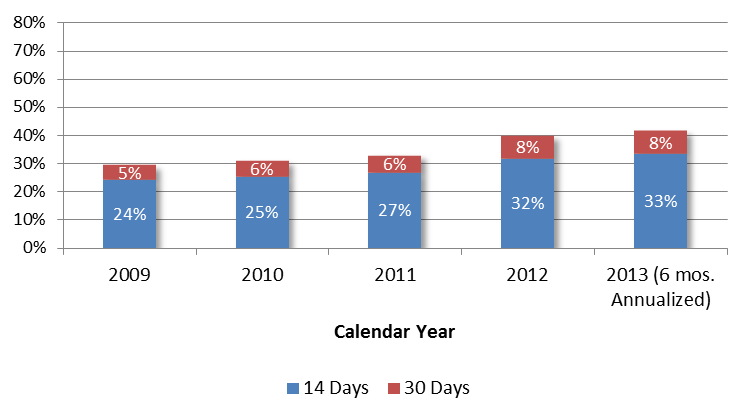 80%
70%
60%
50%
40%
30%
20%
10%
0%
5% 6% 6% 8% 8%
24% 25% 27% 32% 33%
2009 2010 2011 2012 2013 (6 mos.
Annualized)
Calendar Year
14 Days 30 Days